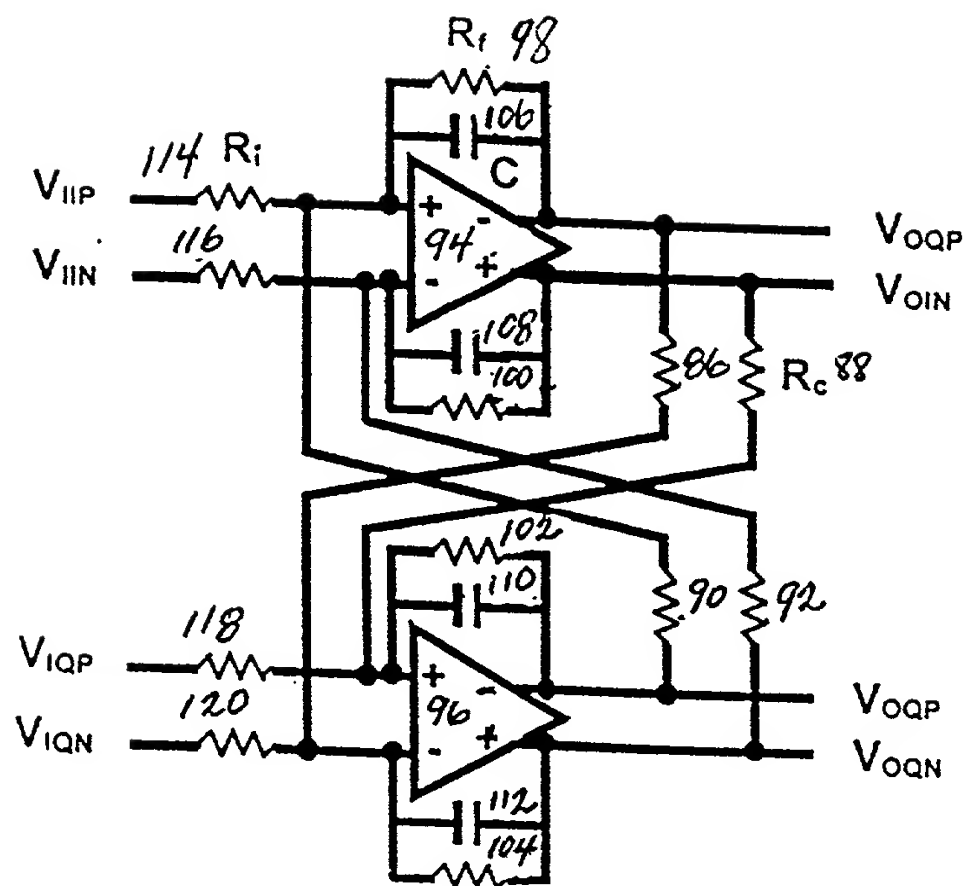 Rf 98
106
C
114 Ri
VIIP
116
VIIN
+
-
94
+
-
VOQP
VOIN
108
100
86
Rc 88
102
110
90
92
118
VIQP
120
VIQN
+
-
96
+
-
VOQP
VOQN
112
104